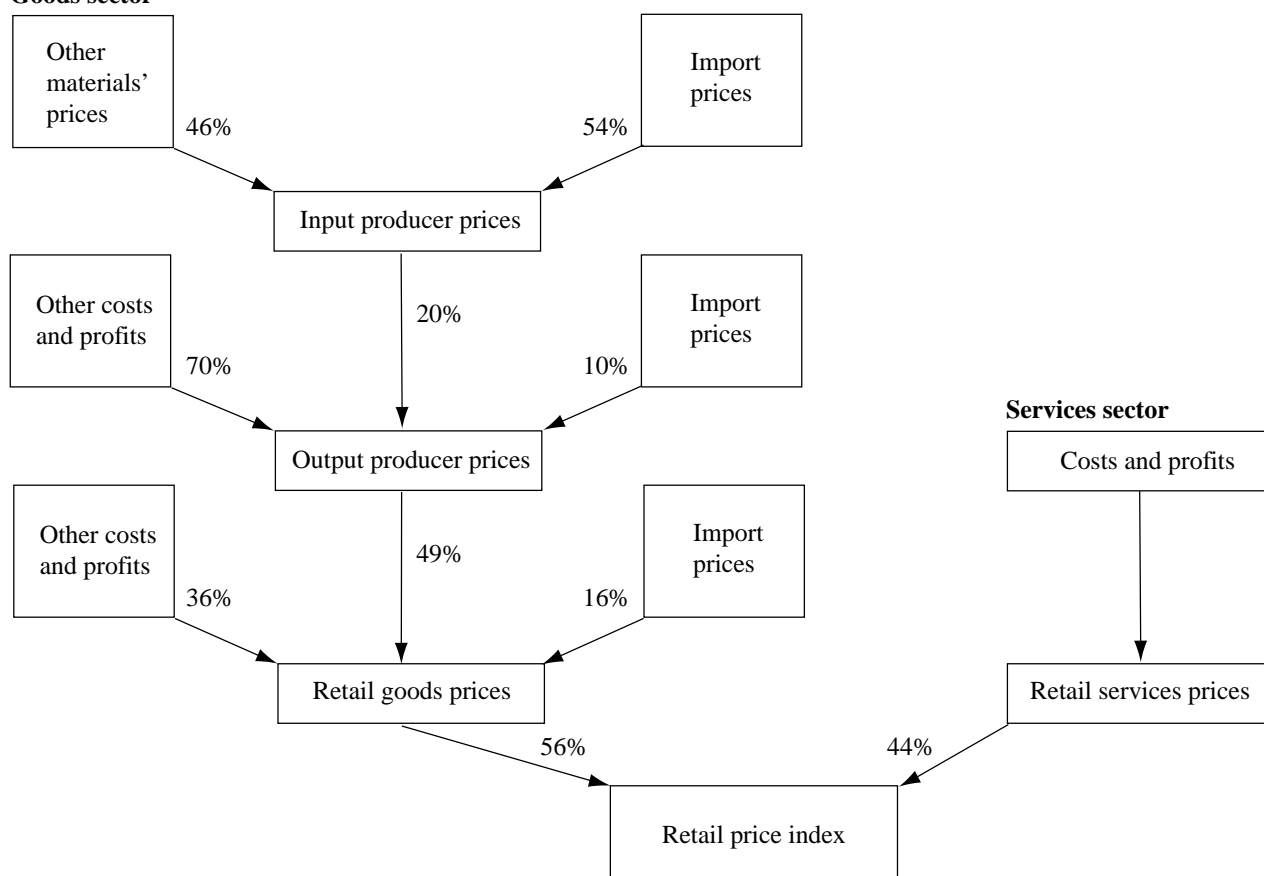 Goods sector
Other
materials’
prices
Import
prices
46%
54%
Input producer prices
Other costs
and profits
Import
prices
20%
70%
10%
Services sector
Output producer prices
Costs and profits
Other costs
and profits
Import
prices
49%
36%
16%
Retail goods prices
Retail services prices
56%
44%
Retail price index